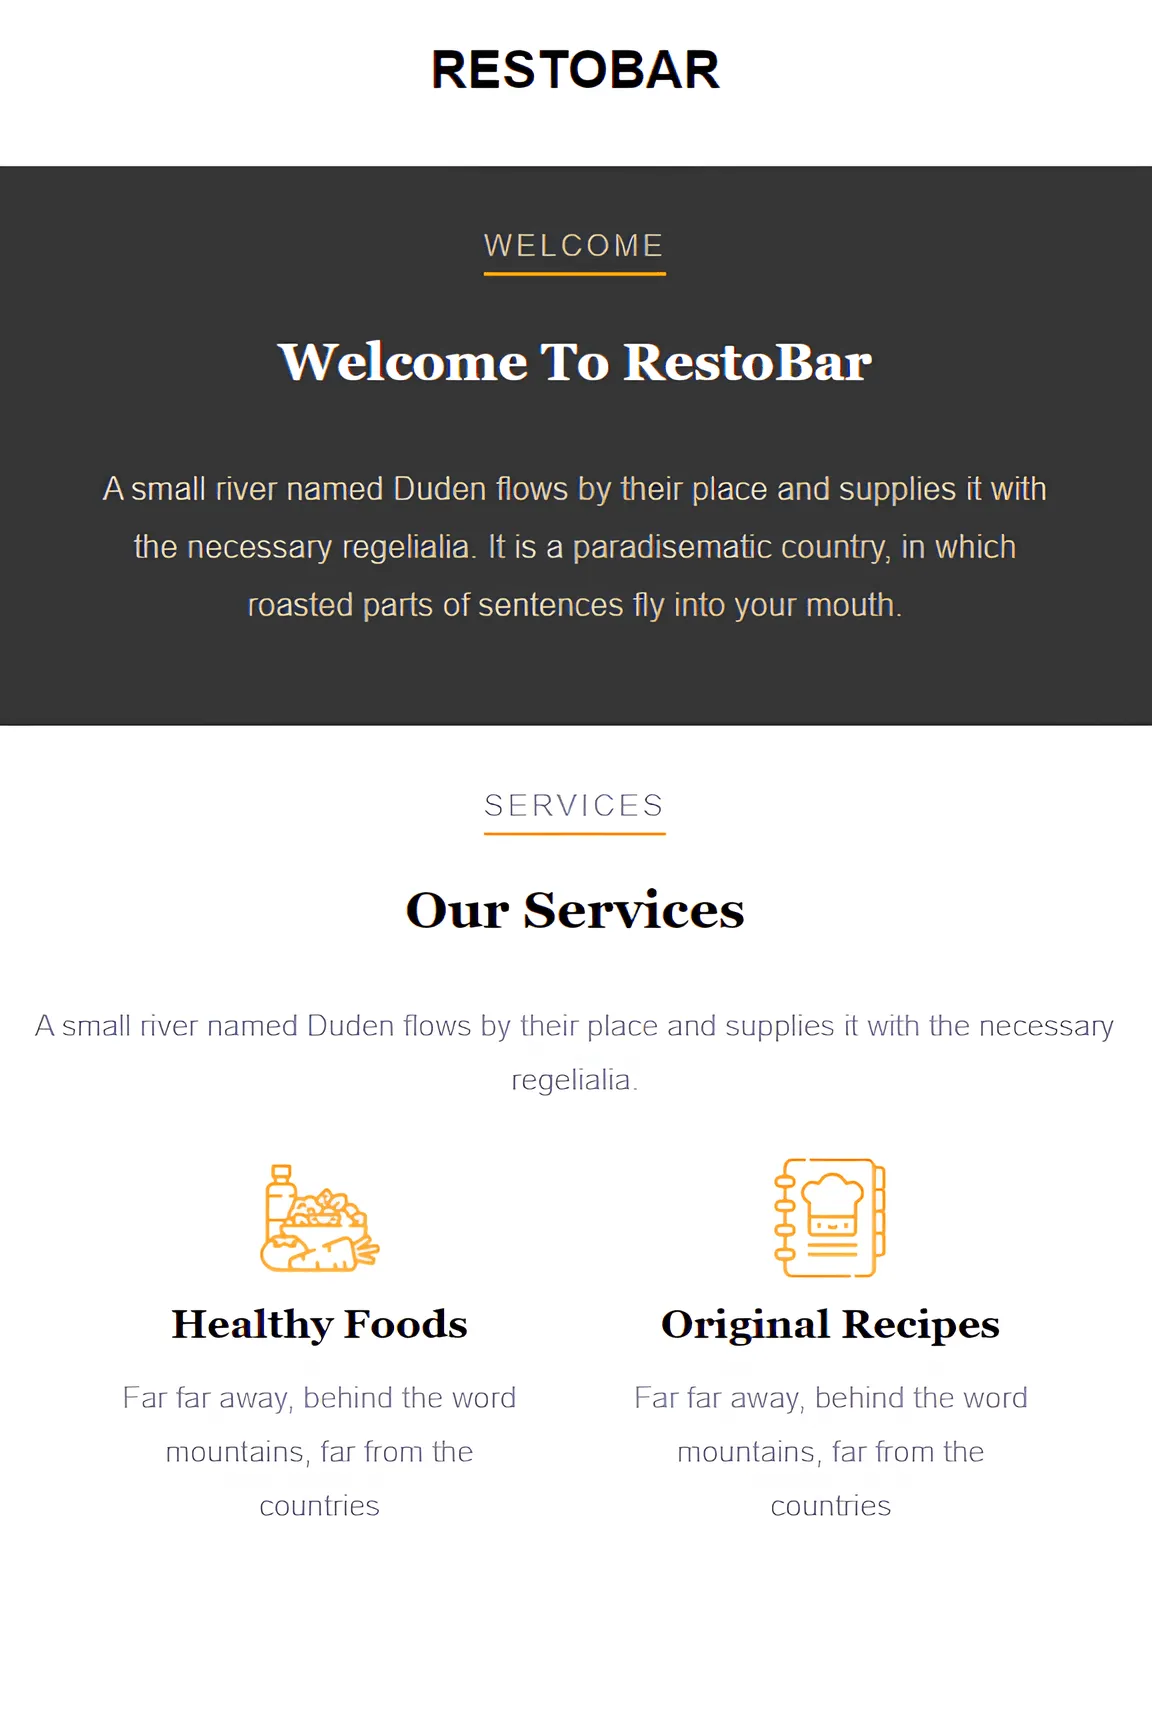 RESTOBAR
WELCOME
Welcome To RestoBar
A small river named Duden flows by their place and supplies it with
the necessary regelialia. It is a paradisematic country, in which
roasted parts of sentences fly into your mouth.
SERVICES
Our Services
A small river named Duden flows by their place and supplies it with the necessary
regelialia.
Healthy Foods
Far far away, behind the word
mountains, far from the
countries
Original Recipes
Far far away, behind the word
mountains, far from the
countries